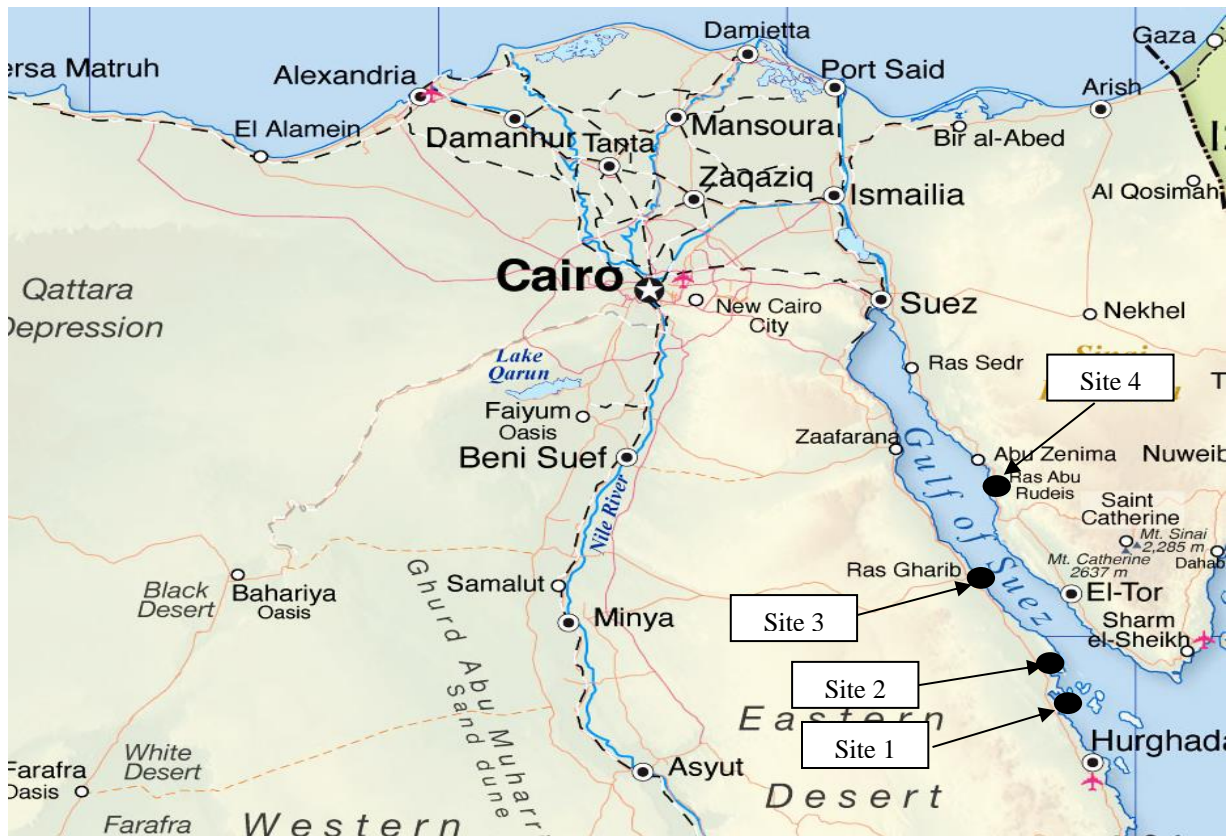 Damietta
Gaza
ersa Matruh
Alexandria
Port Said
Arish
El Alamein
Damanhur
Mansoura
Bir al-Abed
Tanta
Zaqaziq
Ismailia
Al Qosimah
Cairo
Qattara
Depression
New Cairo
City
Suez
Nekhel
Lake
Qarun
Ras Sedr
Site 4
Faiyum
Oasis
Zaafarana
Beni Suef
Abu Zenima
Nuweib
Ras Abu
Rudeis
Gulf of Suez
Nile River
Saint
Catherine
Mt. Sinai
2,285 m
Mt. Catherine
2637 m
Dahab
Ras Gharib
Black
Desert
Bahariya
Oasis
Samalut
El-Tor
Minya
Site 3
Sharm
el-Sheikh
Ghurd Abu Muharr
Sand dune
Site 2
Eastern
Desert
Site 1
Hurghada
White
Desert
Farafra
Oasis
Asyut
Farafra
Western